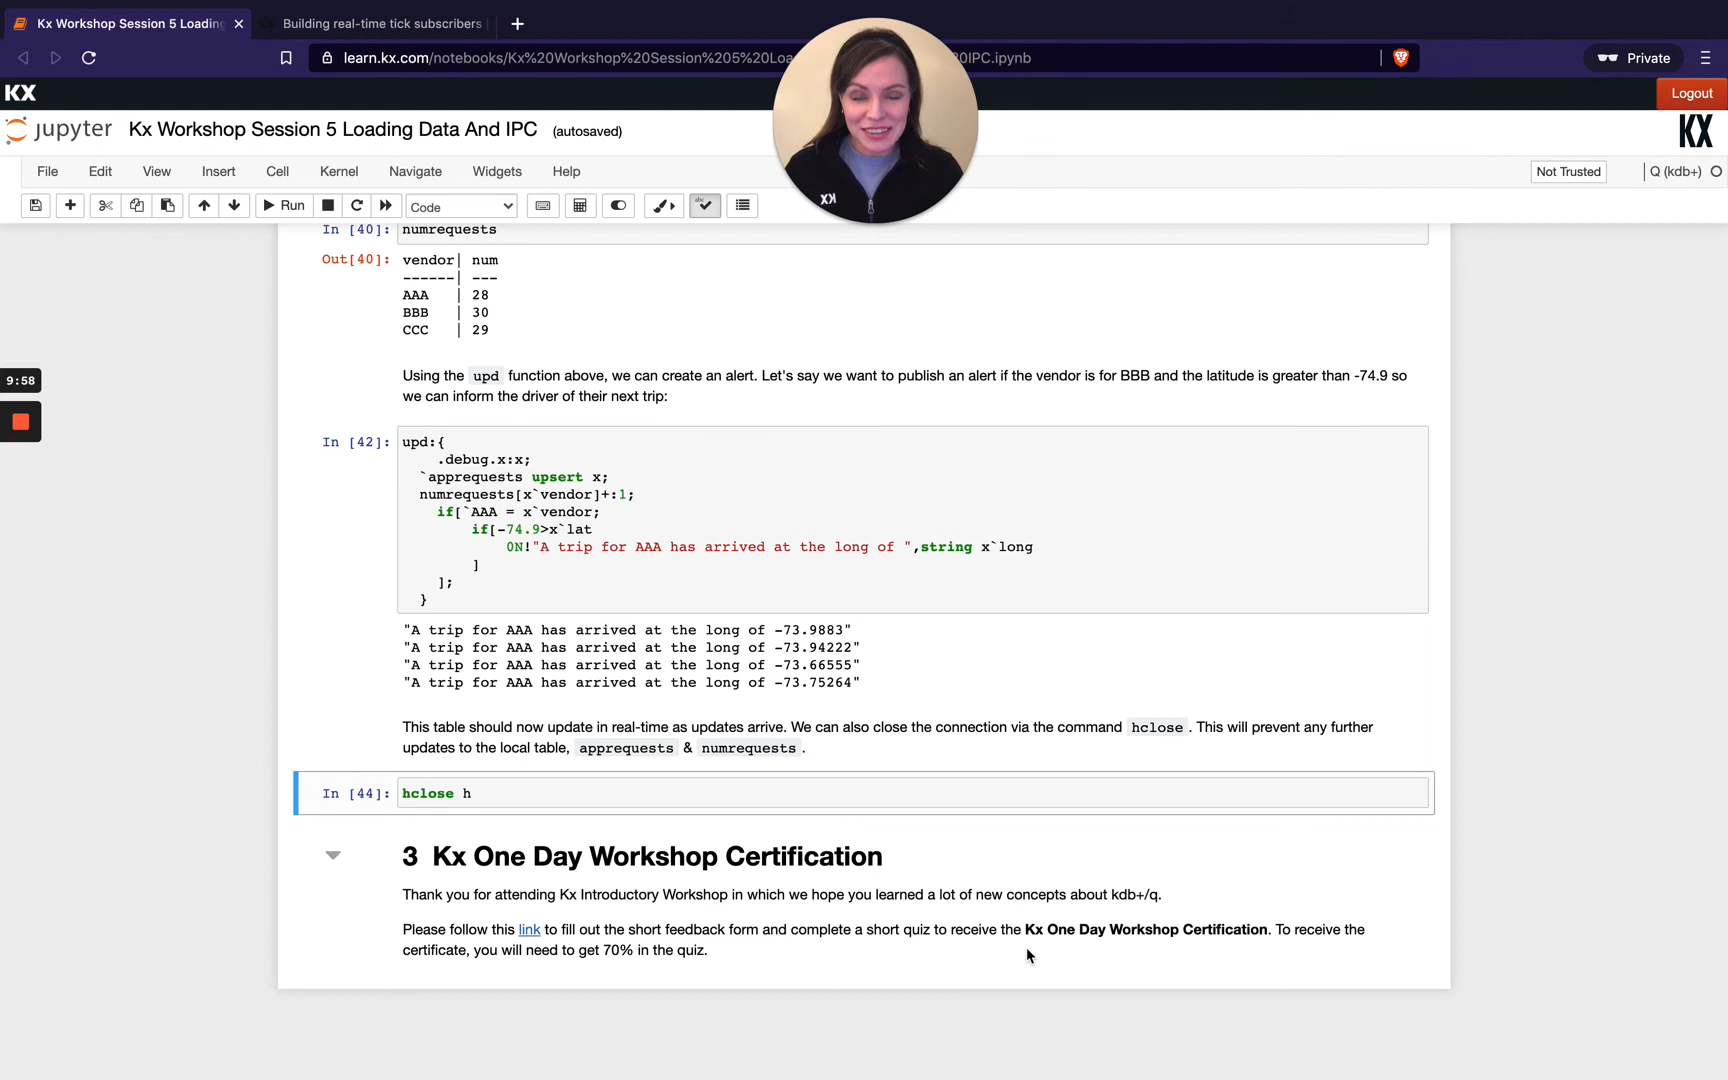 Kx Workshop Session 5 Loading
Building real-time tick subscribers
learn.kx.com/notebooks/Kx%20Workshop%20Session%205%20Loa
0IPC.ipynb
Private
KX
Logout
jupyter
Kx Workshop Session 5 Loading Data And IPC (autosaved)
KX
File Edit View Insert Cell Kernel Navigate Widgets Help
Not Trusted
Q (kdb+)
Run
Code
In [40]: numrequests
Out[40]: vendor| num
------| ---
AAA | 28
BBB | 30
CCC | 29
Using the upd function above, we can create an alert. Let's say we want to publish an alert if the vendor is for BBB and the latitude is greater than -74.9 so
we can inform the driver of their next trip:
9:58
In [42]: upd:{
.debug.x:x;
`apprequests upsert x;
numrequests[x`vendor]+:1;
if[`AAA = x`vendor;
if[-74.9>x`lat
0N!"A trip for AAA has arrived at the long of ",string x`long
]
];
}
"A trip for AAA has arrived at the long of -73.9883"
"A trip for AAA has arrived at the long of -73.94222"
"A trip for AAA has arrived at the long of -73.66555"
"A trip for AAA has arrived at the long of -73.75264"
This table should now update in real-time as updates arrive. We can also close the connection via the command hclose . This will prevent any further
updates to the local table, apprequests & numrequests .
In [44]: hclose h
3 Kx One Day Workshop Certification
Thank you for attending Kx Introductory Workshop in which we hope you learned a lot of new concepts about kdb+/q.
Please follow this link to fill out the short feedback form and complete a short quiz to receive the Kx One Day Workshop Certification. To receive the
certificate, you will need to get 70% in the quiz.